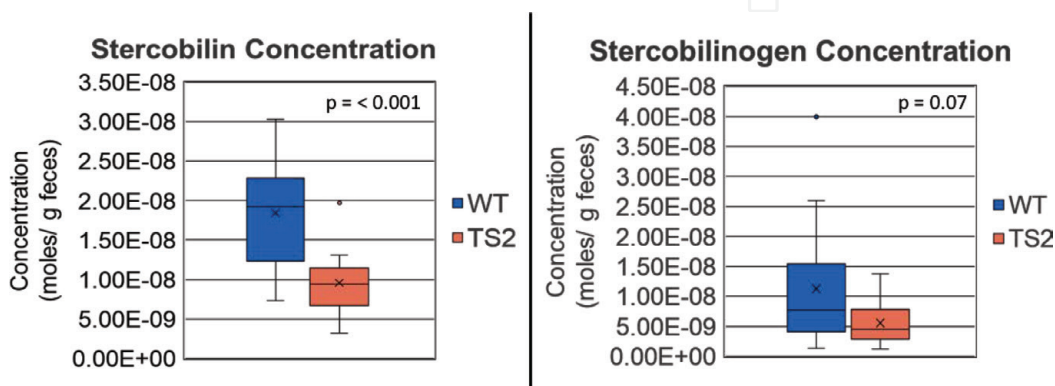 Stercobilin Concentration
3.50E-08
p = < 0.001
3.00E-08
2.50E-08
2.00E-08
1.50E-08
1.00E-08
5.00E-09
0.00E+00
Concentration
(moles/ g feces)
WT
TS2
Stercobilinogen Concentration
4.50E-08
p = 0.07
4.00E-08
3.50E-08
3.00E-08
2.50E-08
2.00E-08
1.50E-08
1.00E-08
5.00E-09
0.00E+00
Concentration
(moles/ g feces)
WT
TS2